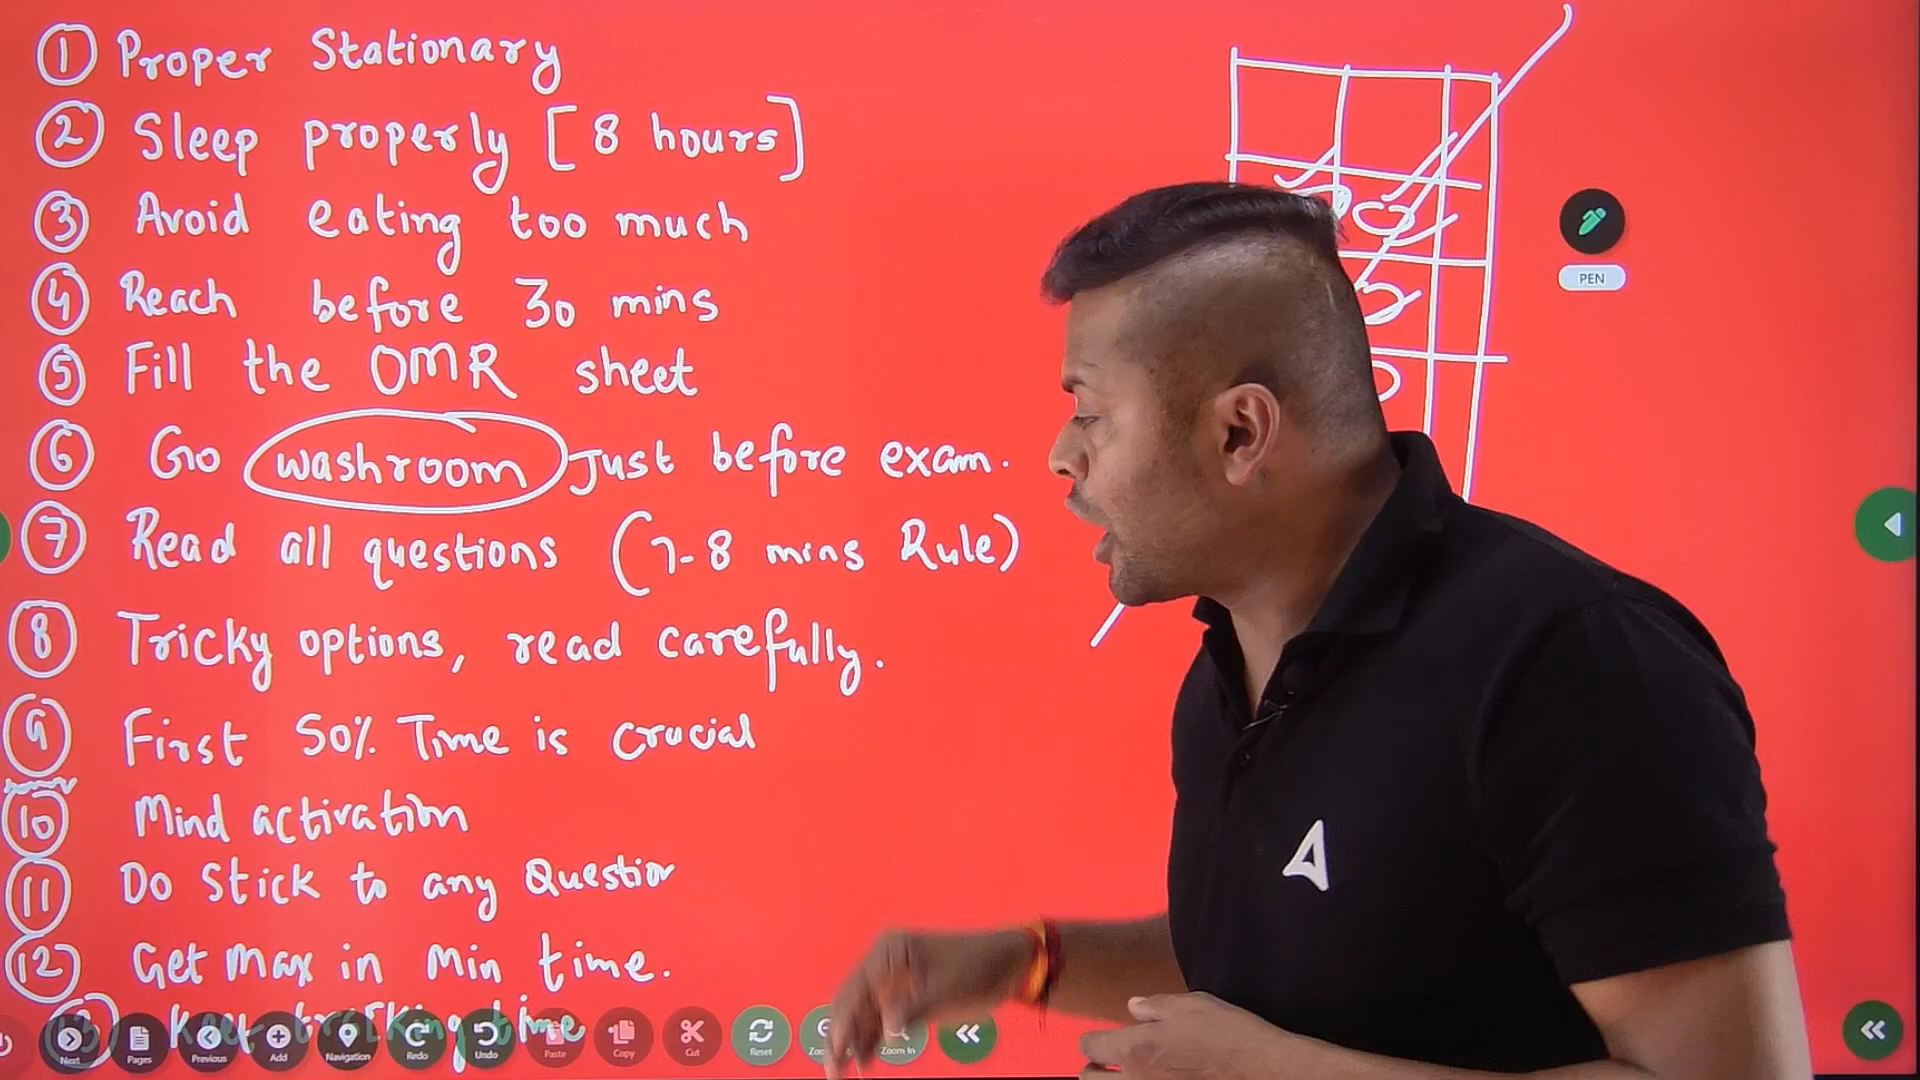 ① Proper Stationary
② Sleep properly [8 hours]
③ Avoid eating too much
④ Reach before 30 mins
⑤ Fill the OMR sheet
⑥ Go washroom Just before exam.
⑦ Read all questions (7-8 mins Rule)
⑧ Tricky options, read carefully.
⑨ First 50% Time is crucial
⑩ Mind activation
⑪ Do Stick to any Question
⑫ Get Max in Min time.
⑬ Keep tracking time
PEN
Next Pages Previous Add Navigation Redo Undo Paste Copy Cut Reset Zoom In